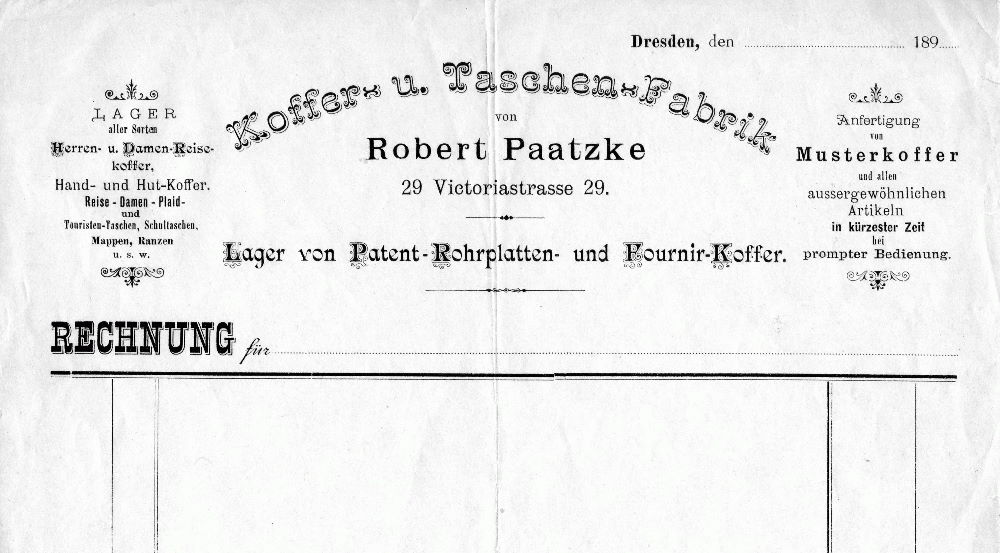 Dresden, den 189
Koffer- u. Taschen-Fabrik
von
Robert Paatzke
29 Victoriastrasse 29.
Lager von Patent-Rohrplatten- und Fournir-Koffer.
LAGER
aller Sorten
Herren- u. Damen-Reise-
koffer,
Hand- und Hut-Koffer.
Reise - Damen - Plaid-
und
Touristen-Taschen, Schultaschen,
Mappen, Ranzen
u. s. w.
Anfertigung
von
Musterkoffer
und allen
aussergewöhnlichen
Artikeln
in kürzester Zeit
bei
prompter Bedienung.
RECHNUNG für